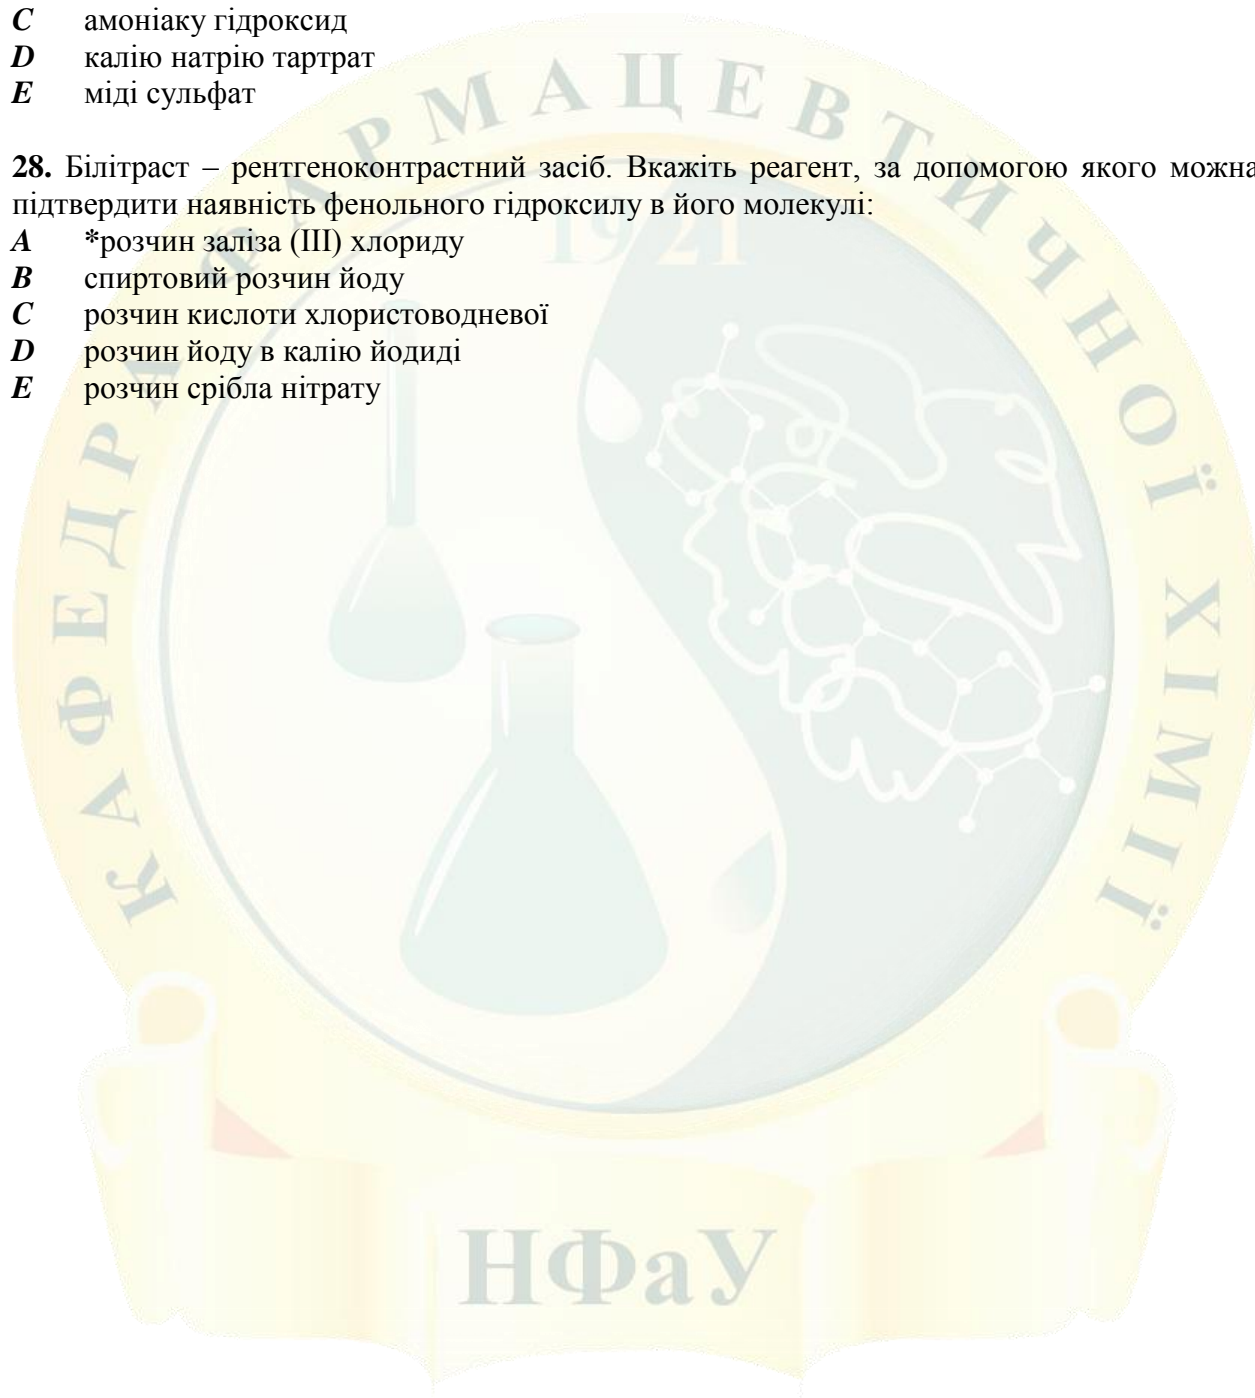 C амоніаку гідроксид
D калію натрію тартрат
E міді сульфат
28. Білітраст – рентгеноконтрастний засіб. Вкажіть реагент, за допомогою якого можна
підтвердити наявність фенольного гідроксилу в його молекулі:
A *розчин заліза (III) хлориду
B спиртовий розчин йоду
C розчин кислоти хлористоводневої
D розчин йоду в калію йодиді
E розчин срібла нітрату
КАФЕДРА ФАРМАЦЕВТИЧНОЇ ХІМІЇ
1921
НФаУ